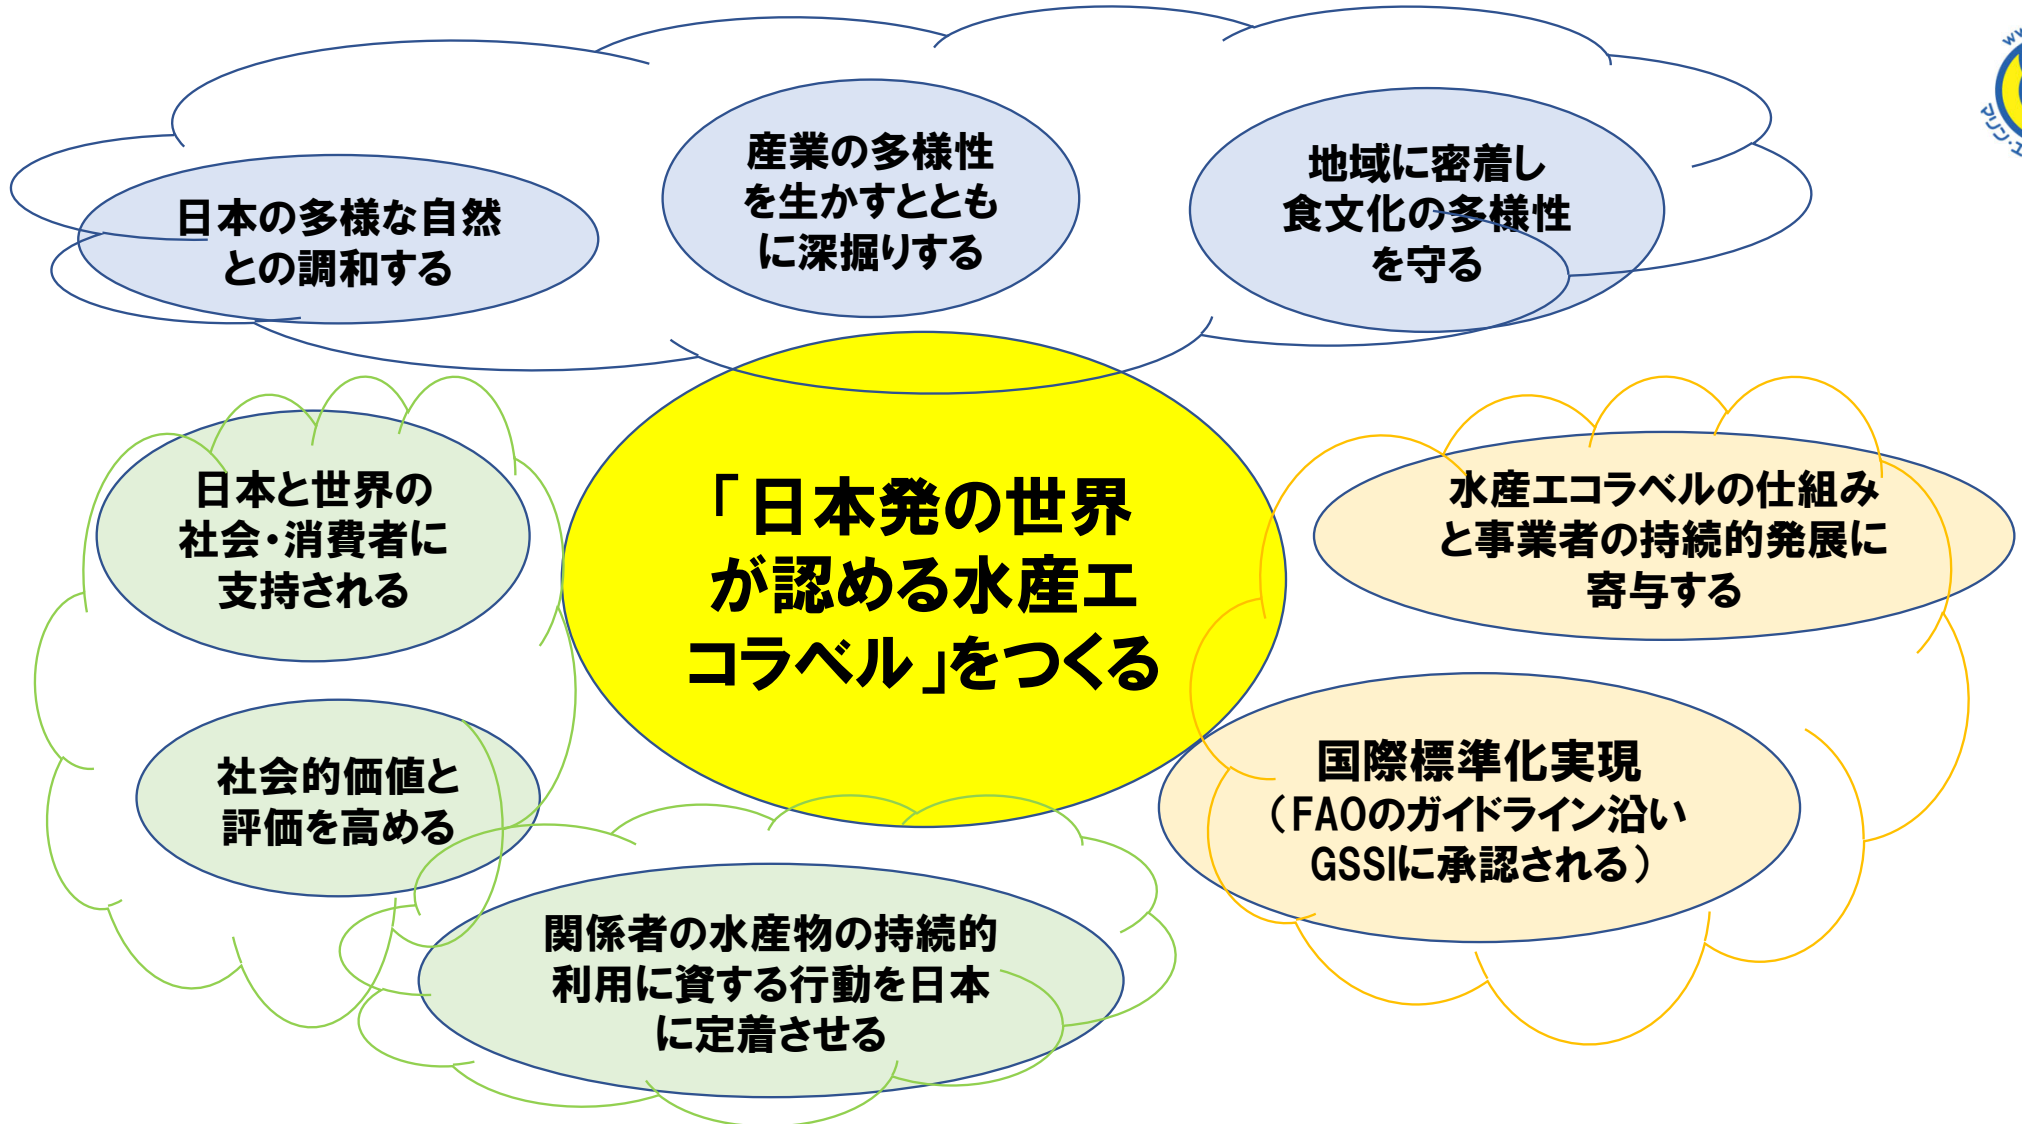 産業の多様性
を生かすととも
に深掘りする
地域に密着し
食文化の多様性
を守る
日本の多様な自然
との調和する
「日本発の世界
が認める水産エ
コラベル」をつくる
日本と世界の
社会・消費者に
支持される
水産エコラベルの仕組み
と事業者の持続的発展に
寄与する
社会的価値と
評価を高める
国際標準化実現
（FAOのガイドライン沿い
GSSIに承認される）
関係者の水産物の持続的
利用に資する行動を日本
に定着させる
マリン・エ